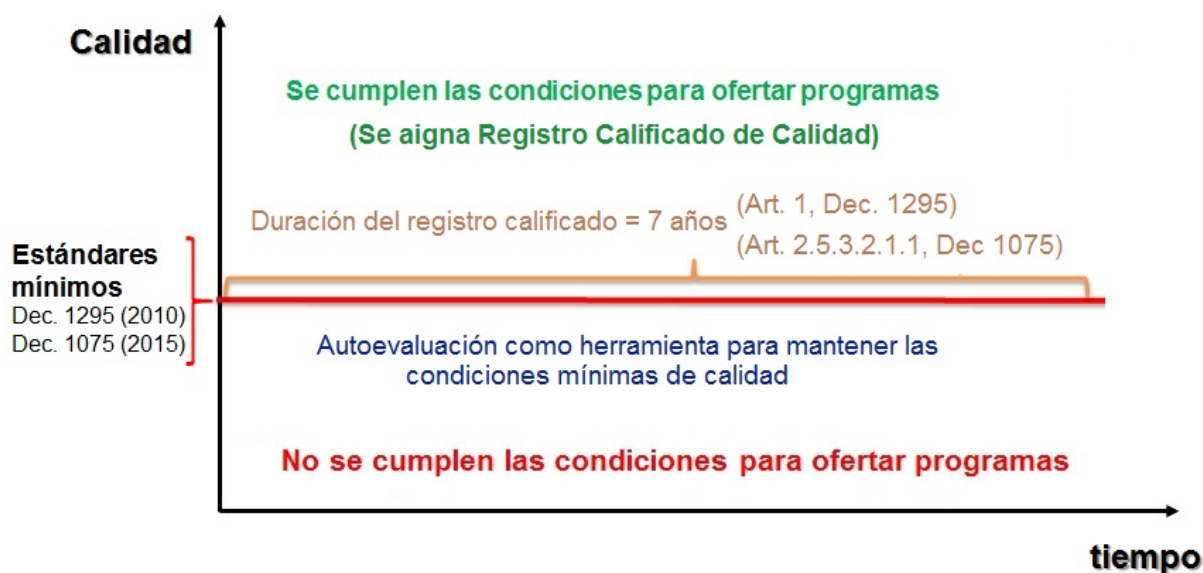 Calidad
Se cumplen las condiciones para ofertar programas
(Se aigna Registro Calificado de Calidad)
Duración del registro calificado = 7 años
(Art. 1, Dec. 1295)
(Art. 2.5.3.2.1.1, Dec 1075)
Estándares
mínimos
Dec. 1295 (2010)
Dec. 1075 (2015)
Autoevaluación como herramienta para mantener las
condiciones mínimas de calidad
No se cumplen las condiciones para ofertar programas
tiempo